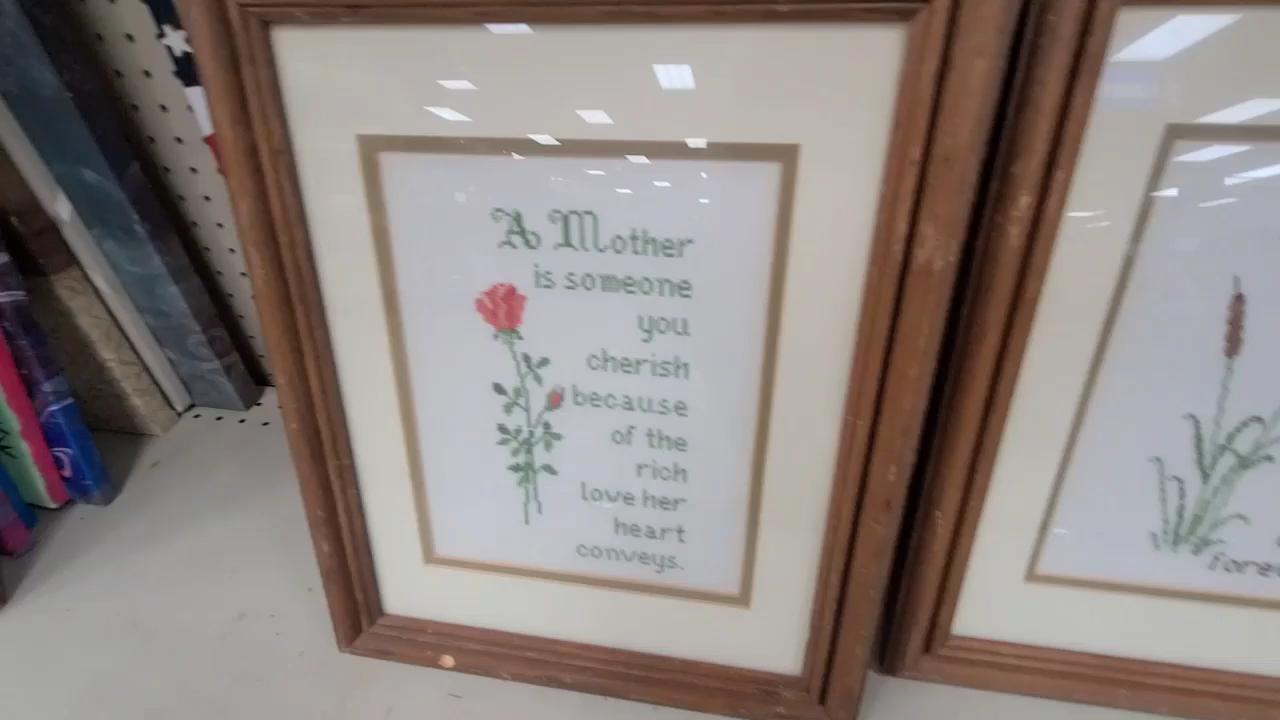 A Mother
is someone
you
cherish
because
of the
rich
love her
heart
conveys.